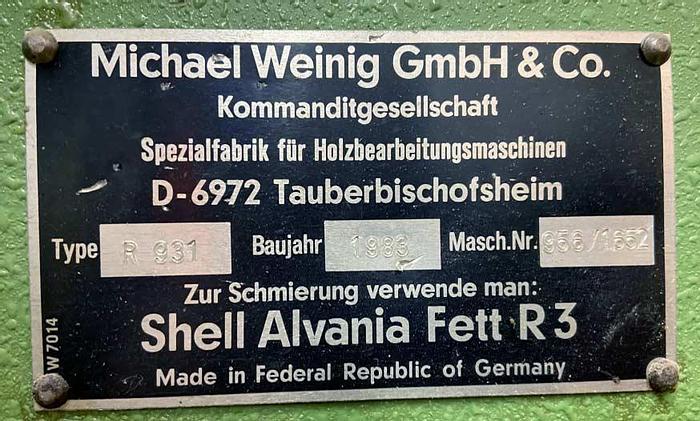 Michael Weinig GmbH & Co.
Kommanditgesellschaft
Spezialfabrik für Holzbearbeitungsmaschinen
D-6972 Tauberbischofsheim
Type R 931 Baujahr 1983 Masch.Nr. 956/1652
Zur Schmierung verwende man:
Shell Alvania Fett R3
Made in Federal Republic of Germany
W 7014